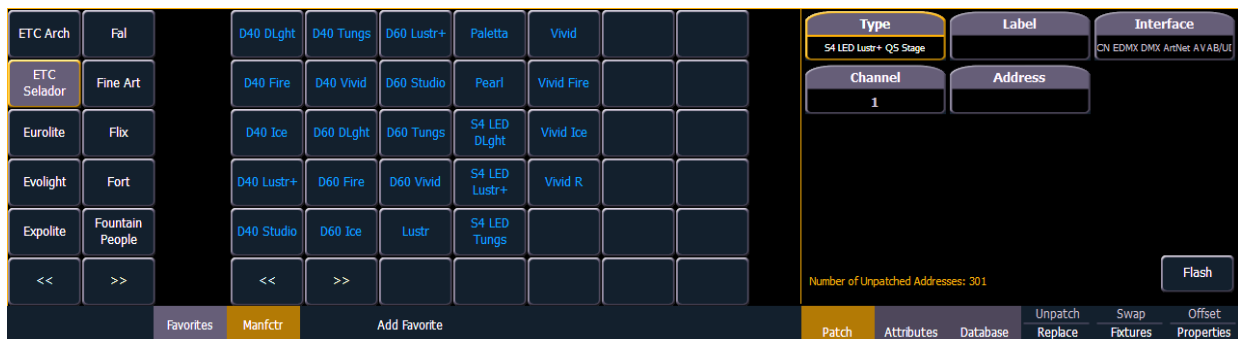 ETC Arch Fal D40 DLght D40 Tungs D60 Lustr+ Paletta Vivid
ETC Selador Fine Art D40 Fire D40 Vivid D60 Studio Pearl Vivid Fire
Eurolite Flix D40 Ice D60 DLght D60 Tungs S4 LED DLght Vivid Ice
Evolight Fort D40 Lustr+ D60 Fire D60 Vivid S4 LED Lustr+ Vivid R
Expolite Fountain People D40 Studio D60 Ice Lustr S4 LED Tungs
<< >> << >>
Favorites Manfctr Add Favorite
Type Label Interface
S4 LED Lustr+ QS Stage CN EDMX DMX ArtNet AVAB/UI
Channel Address
1
Number of Unpatched Addresses: 301 Flash
Patch Attributes Database Unpatch Replace Swap Fixtures Offset Properties